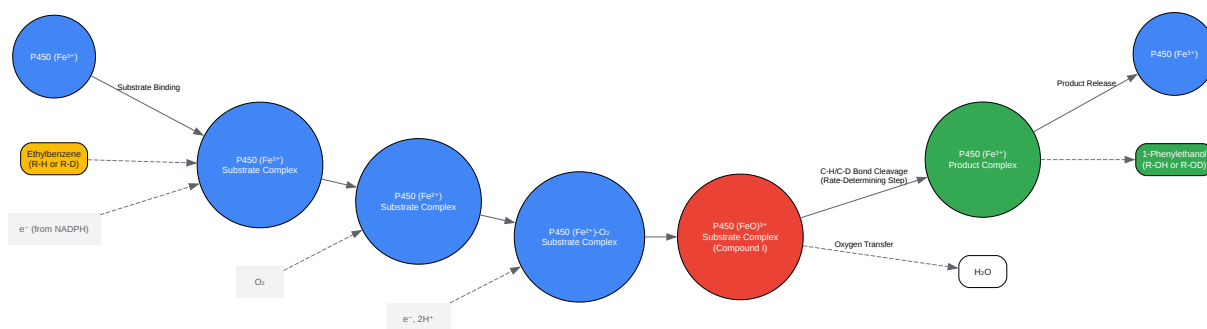 P450 (Fe³⁺)
Substrate Binding
Ethylbenzene
(R-H or R-D)
e⁻ (from NADPH)
P450 (Fe³⁺)
Substrate Complex
O₂
P450 (Fe²⁺)
Substrate Complex
e⁻, 2H⁺
P450 (Fe²⁺)-O₂
Substrate Complex
P450 (FeO)³⁺
Substrate Complex
(Compound I)
C-H/C-D Bond Cleavage
(Rate-Determining Step)
Oxygen Transfer
H₂O
P450 (Fe³⁺)
Product Complex
Product Release
P450 (Fe³⁺)
1-Phenylethanol
(R-OH or R-OD)